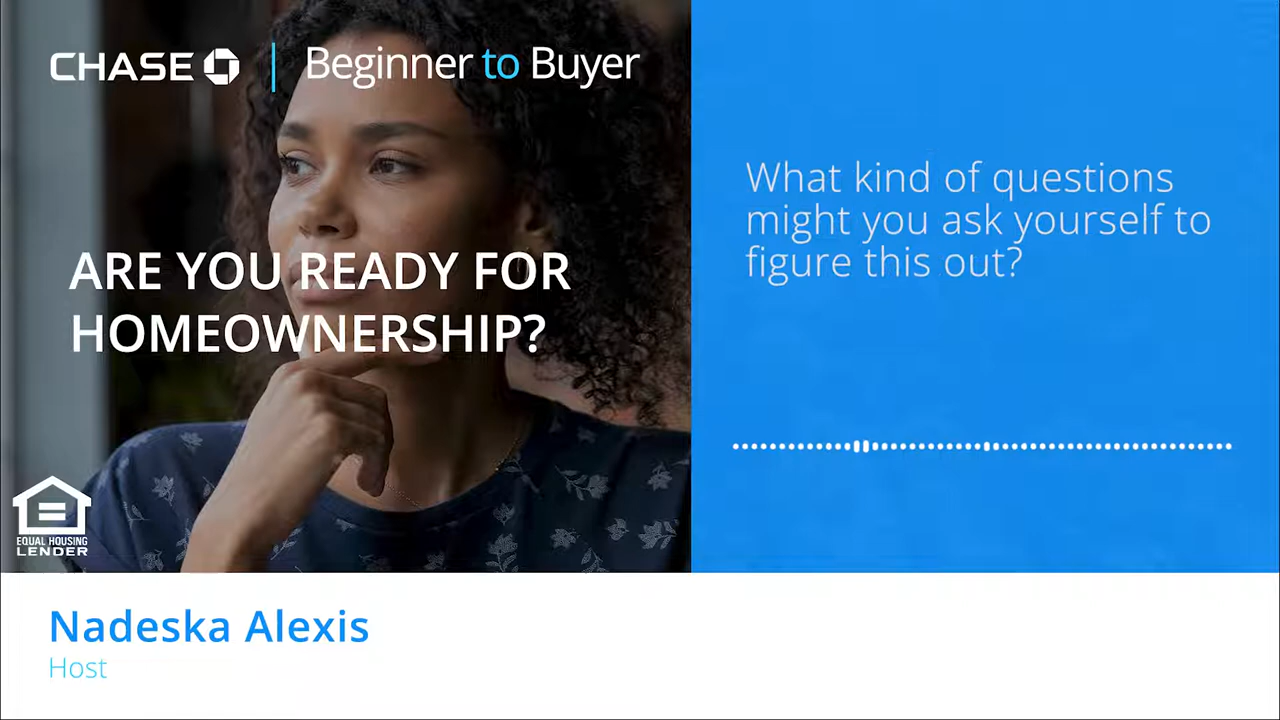 CHASE
Beginner to Buyer
ARE YOU READY FOR
HOMEOWNERSHIP?
EQUAL HOUSING
LENDER
What kind of questions
might you ask yourself to
figure this out?
Nadeska Alexis
Host